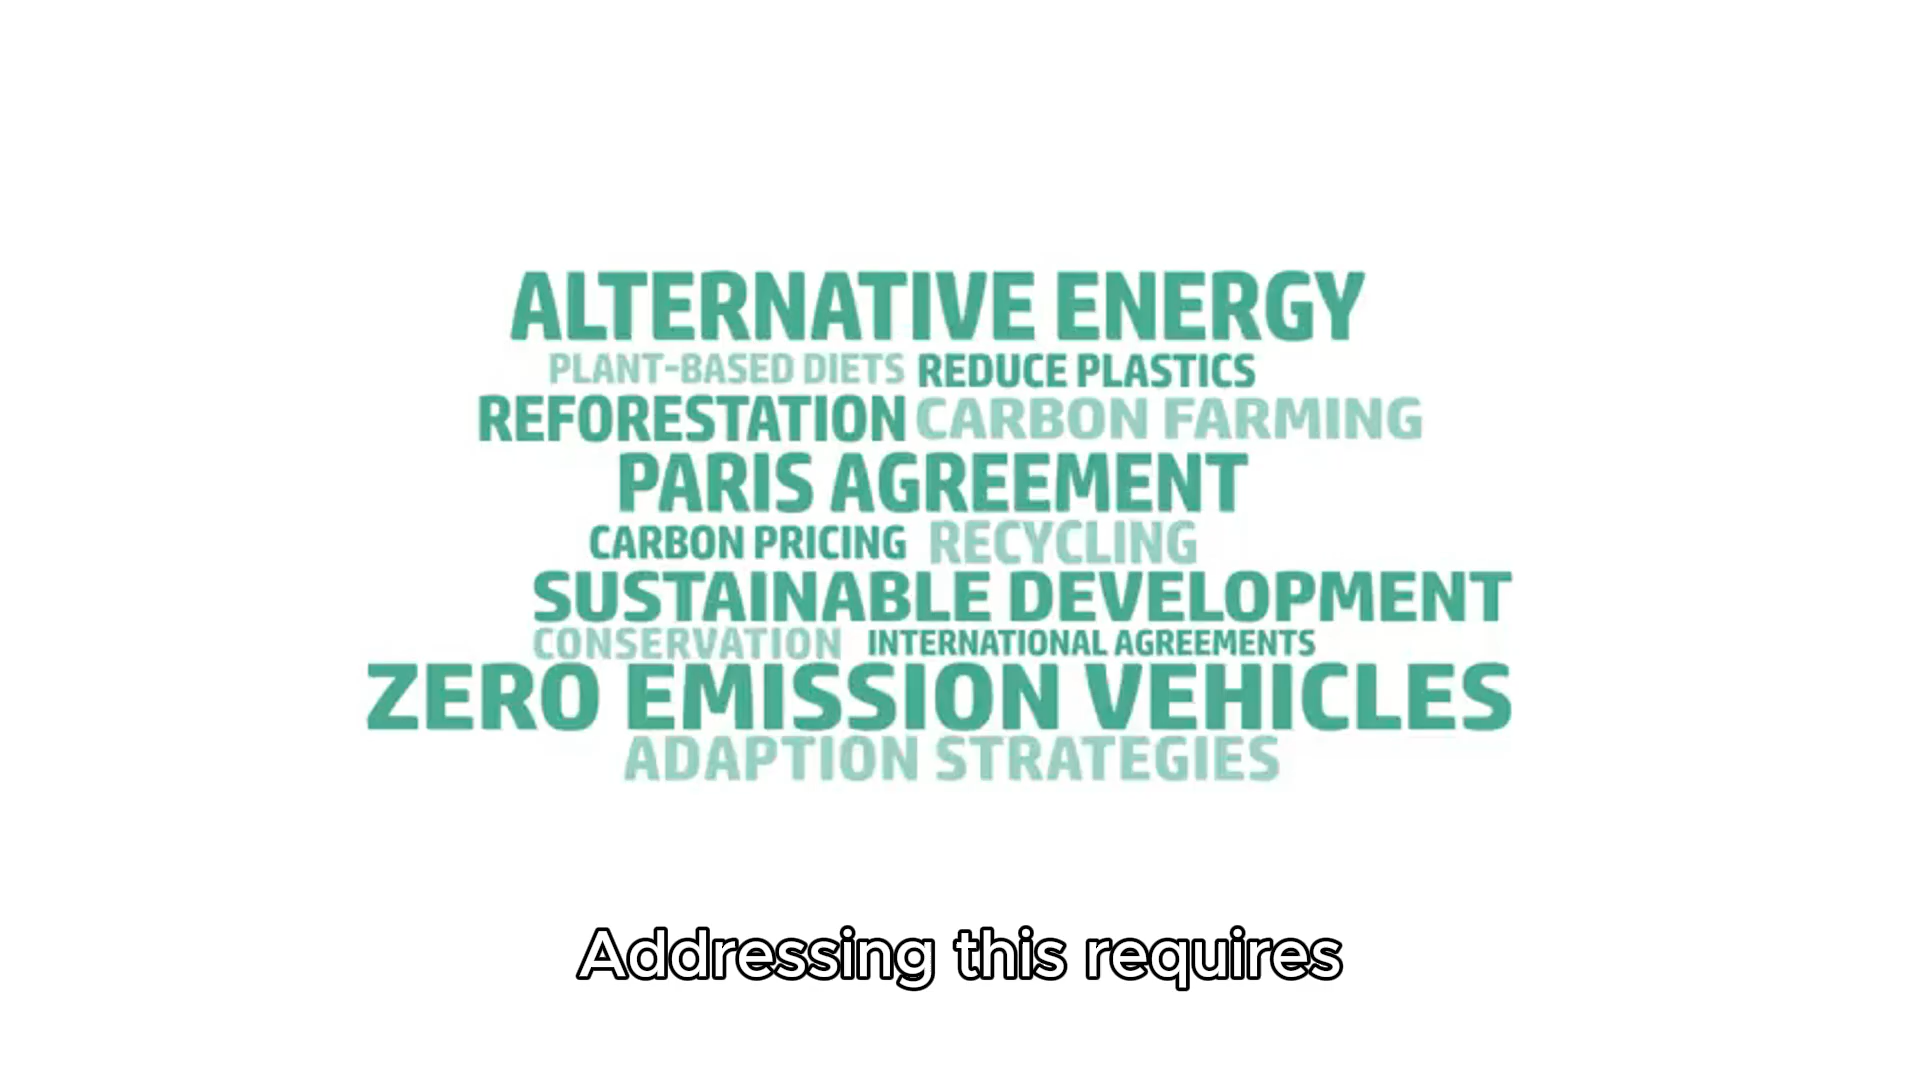 ALTERNATIVE ENERGY
PLANT-BASED DIETS REDUCE PLASTICS
REFORESTATION CARBON FARMING
PARIS AGREEMENT
CARBON PRICING RECYCLING
SUSTAINABLE DEVELOPMENT
CONSERVATION INTERNATIONAL AGREEMENTS
ZERO EMISSION VEHICLES
ADAPTION STRATEGIES
Addressing this requires